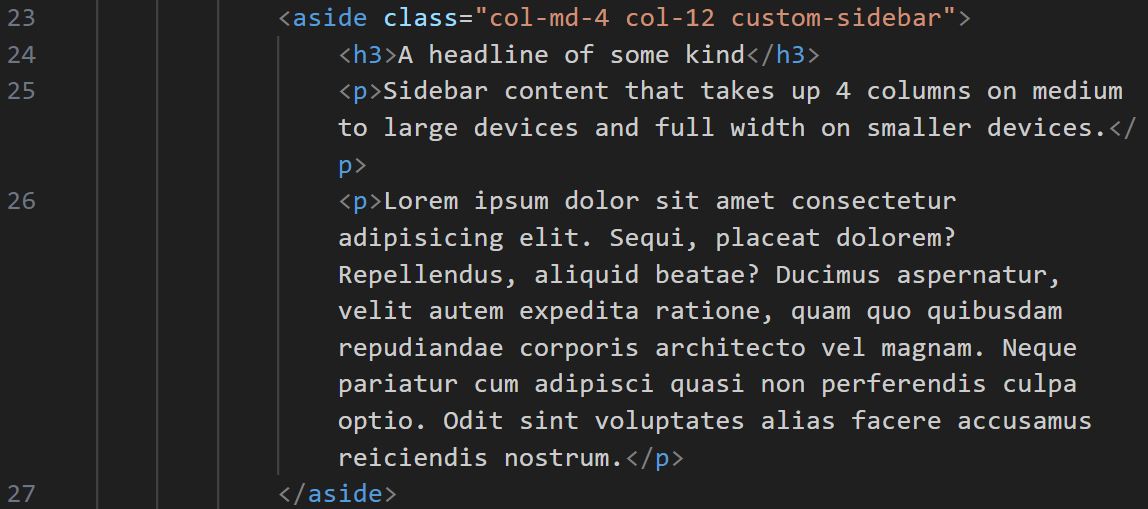 23 <aside class="col-md-4 col-12 custom-sidebar">
24 <h3>A headline of some kind</h3>
25 <p>Sidebar content that takes up 4 columns on medium
to large devices and full width on smaller devices.</
p>
26 <p>Lorem ipsum dolor sit amet consectetur
adipisicing elit. Sequi, placeat dolorem?
Repellendus, aliquid beatae? Ducimus aspernatur,
velit autem expedita ratione, quam quo quibusdam
repudiandae corporis architecto vel magnam. Neque
pariatur cum adipisci quasi non perferendis culpa
optio. Odit sint voluptates alias facere accusamus
reiciendis nostrum.</p>
27 </aside>